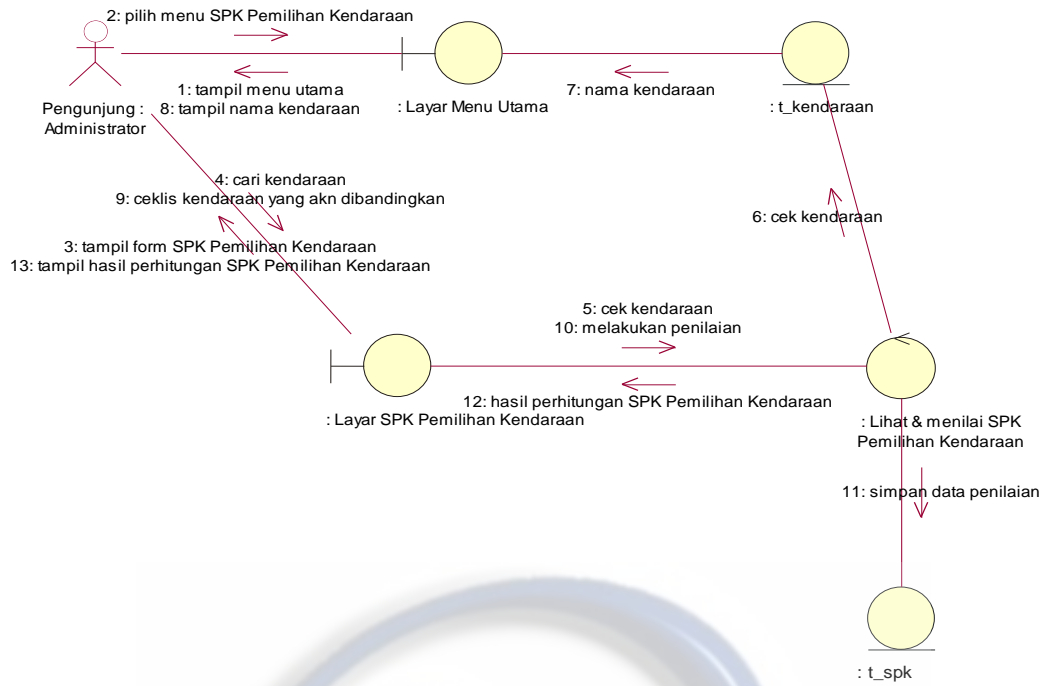 2: pilih menu SPK Pemilihan Kendaraan
1: tampil menu utama
8: tampil nama kendaraan
Pengunjung :
Administrator
: Layar Menu Utama
7: nama kendaraan
: t_kendaraan
4: cari kendaraan
9: ceklis kendaraan yang akn dibandingkan
3: tampil form SPK Pemilihan Kendaraan
13: tampil hasil perhitungan SPK Pemilihan Kendaraan
6: cek kendaraan
5: cek kendaraan
10: melakukan penilaian
12: hasil perhitungan SPK Pemilihan Kendaraan
: Layar SPK Pemilihan Kendaraan
: Lihat & menilai SPK
Pemilihan Kendaraan
11: simpan data penilaian
: t_spk